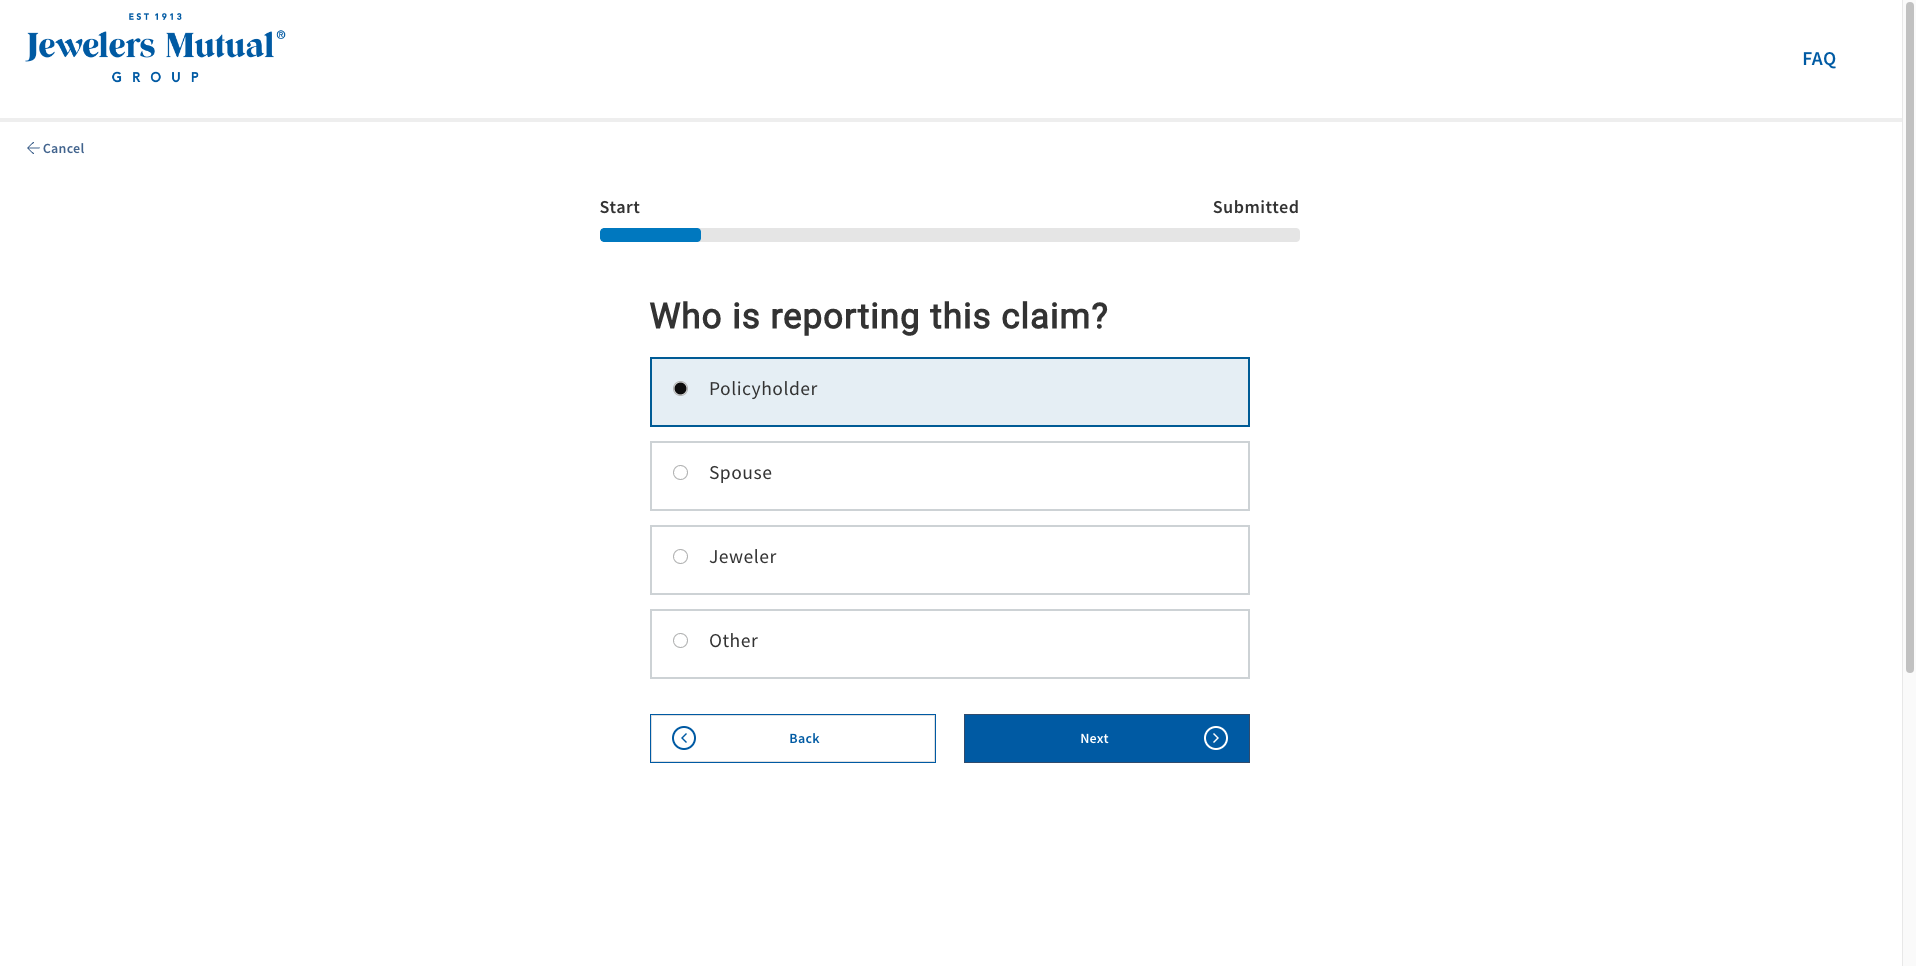 EST 1913
Jewelers Mutual®
GROUP
FAQ
Cancel
Start
Submitted
Who is reporting this claim?
Policyholder
Spouse
Jeweler
Other
Back
Next